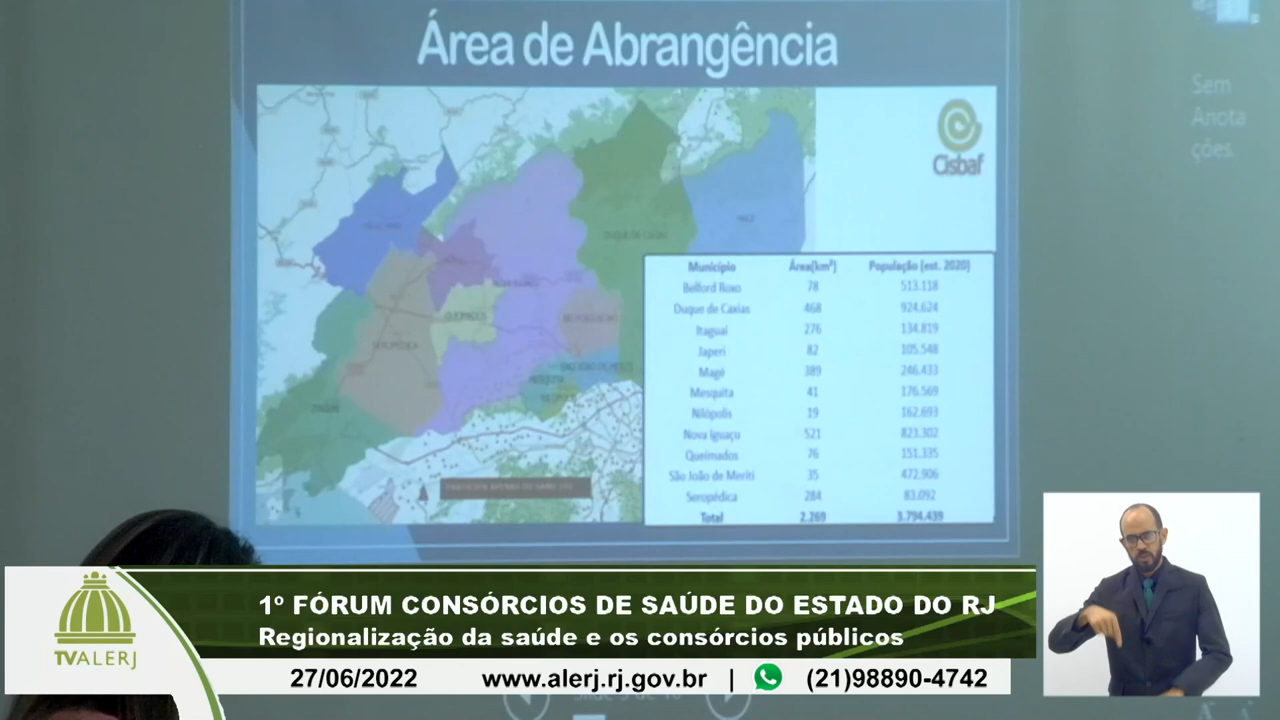 Área de Abrangência
Sem
Anota
ções.
Cisbaf
DUQUE DE CAXIAS
QUEIMADOS
Município Área(km²) População (est. 2020)
Belford Roxo 78 513.118
Duque de Caxias 468 924.624
Itaguaí 276 134.819
Japeri 82 105.548
Magé 389 246.433
Mesquita 41 176.569
Nilópolis 19 162.693
Nova Iguaçu 521 823.302
Queimados 76 151.335
São João de Meriti 35 472.906
Seropédica 284 83.092
Total 2.269 3.794.439
1º FÓRUM CONSÓRCIOS DE SAÚDE DO ESTADO DO RJ
Regionalização da saúde e os consórcios públicos
TVALERJ
27/06/2022 www.alerj.rj.gov.br | (21)98890-4742